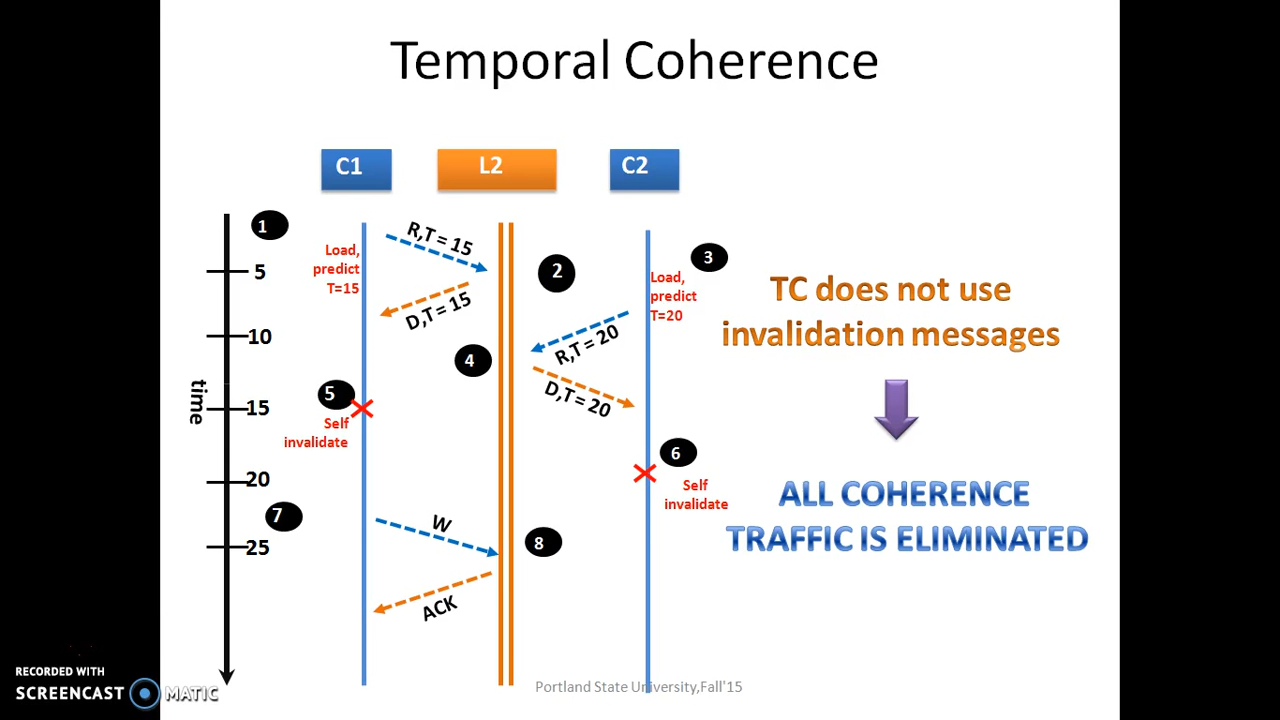 Temporal Coherence
C1
L2
C2
1
Load,
predict
T=15
R,T = 15
2
D,T = 15
3
Load,
predict
T=20
R,T = 20
4
D,T = 20
5
Self
invalidate
6
Self
invalidate
7
W
8
ACK
time
5
10
15
20
25
TC does not use
invalidation messages
ALL COHERENCE
TRAFFIC IS ELIMINATED
Portland State University,Fall'15
RECORDED WITH
SCREENCAST MATIC